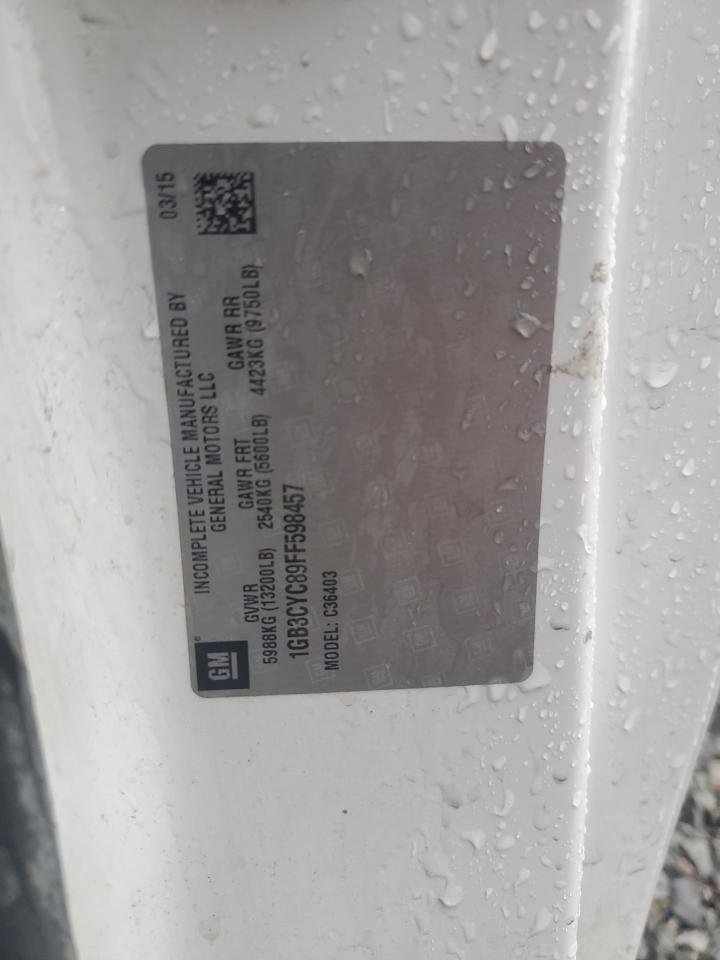 GM®
INCOMPLETE VEHICLE MANUFACTURED BY 03/15
GENERAL MOTORS LLC
GVWR GAWR FRT GAWR RR
5988KG (13200LB) 2540KG (5600LB) 4423KG (9750LB)
1GB3CYC89FF598457
MODEL: C36403